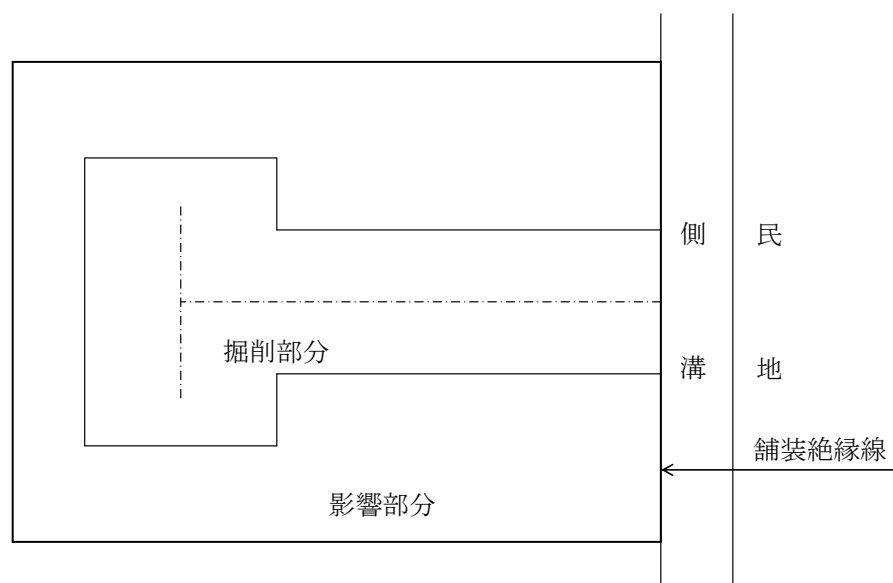 側溝
民地
掘削部分
舗装絶縁線
影響部分